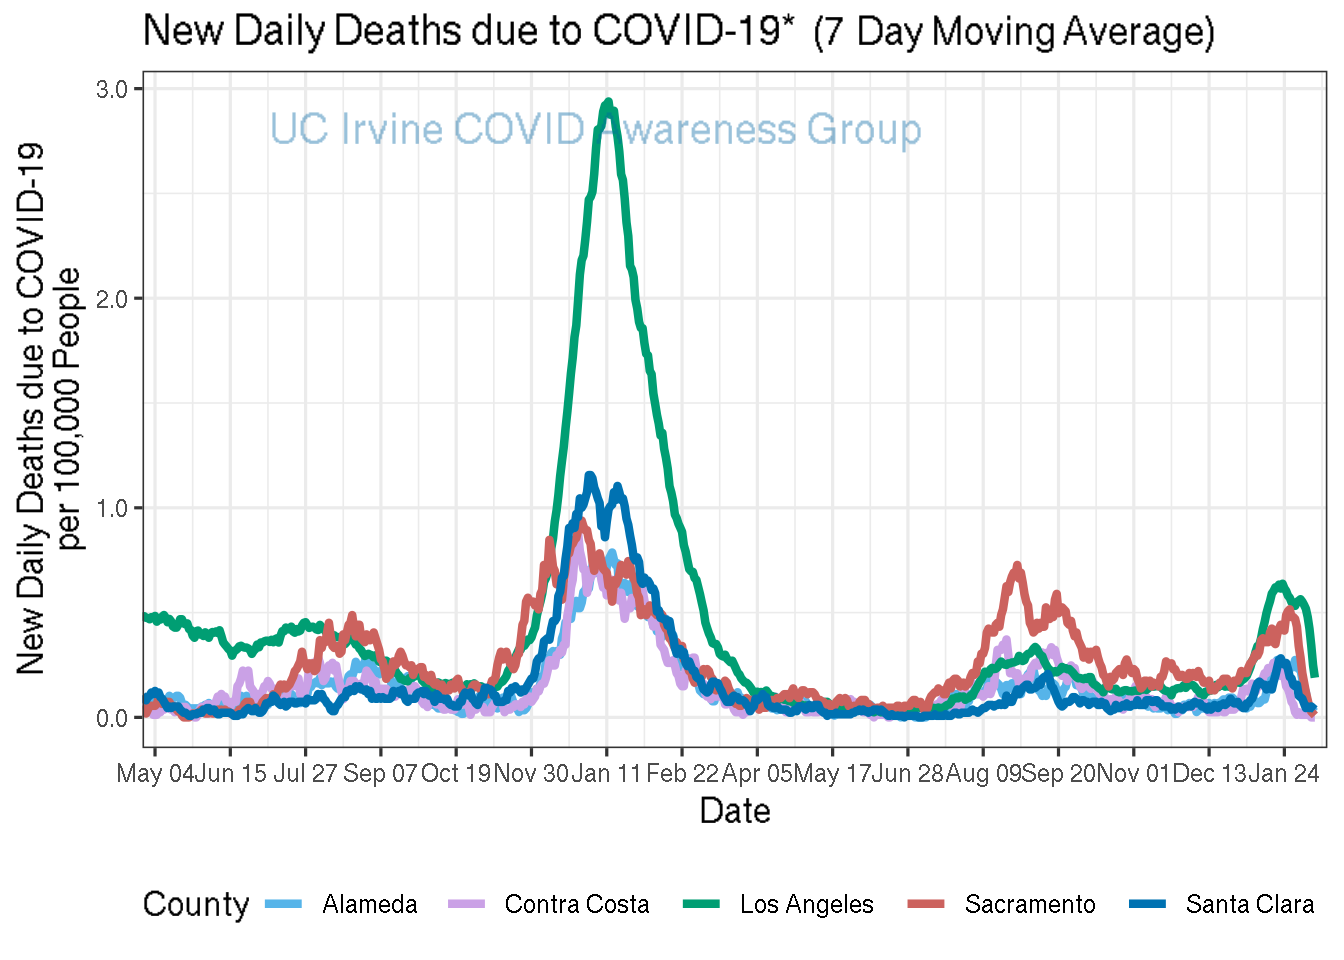 New Daily Deaths due to COVID-19* (7 Day Moving Average)
UC Irvine COVID Awareness Group
New Daily Deaths due to COVID-19
per 100,000 People
3.0
2.0
1.0
0.0
May 04 Jun 15 Jul 27 Sep 07 Oct 19 Nov 30 Jan 11 Feb 22 Apr 05 May 17 Jun 28 Aug 09 Sep 20 Nov 01 Dec 13 Jan 24
Date
County Alameda Contra Costa Los Angeles Sacramento Santa Clara